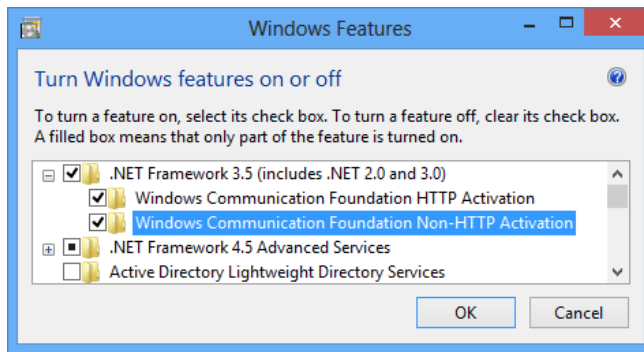 Windows Features
Turn Windows features on or off
To turn a feature on, select its check box. To turn a feature off, clear its check box.
A filled box means that only part of the feature is turned on.
.NET Framework 3.5 (includes .NET 2.0 and 3.0)
Windows Communication Foundation HTTP Activation
Windows Communication Foundation Non-HTTP Activation
.NET Framework 4.5 Advanced Services
Active Directory Lightweight Directory Services
OK Cancel